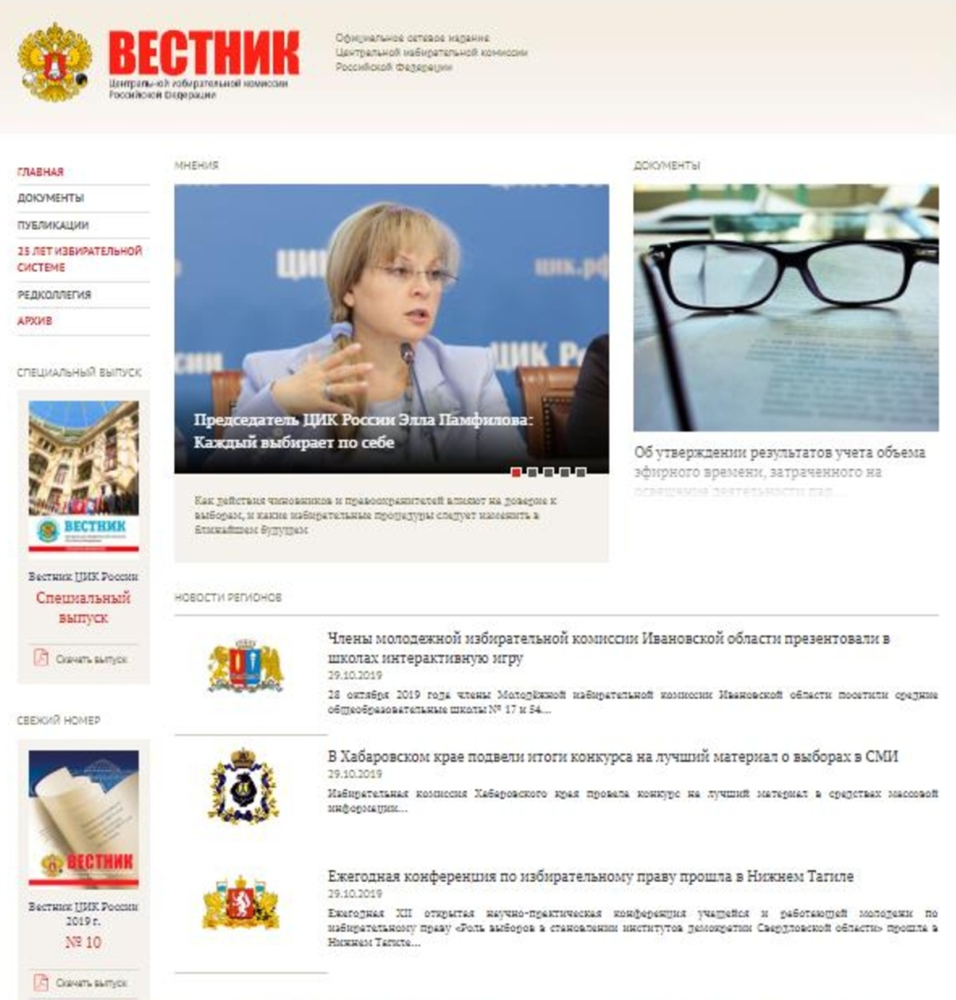 ВЕСТНИК
Центральной избирательной комиссии
Российской Федерации
Официальное сетевое издание
Центральной избирательной комиссии
Российской Федерации
ГЛАВНАЯ
ДОКУМЕНТЫ
ПУБЛИКАЦИИ
25 ЛЕТ ИЗБИРАТЕЛЬНОЙ
СИСТЕМЕ
РЕДКОЛЛЕГИЯ
АРХИВ
СПЕЦИАЛЬНЫЙ ВЫПУСК
ВЕСТНИК
Вестник ЦИК России
Специальный
выпуск
Скачать выпуск
СВЕЖИЙ НОМЕР
ВЕСТНИК
Вестник ЦИК России
2019 г.
№ 10
Скачать выпуск
МНЕНИЯ
цик.рф
ЦИК Ро
сии
Председатель ЦИК России Элла Памфилова:
Каждый выбирает по себе
Как действия чиновников и правоохранителей влияют на доверие к
выборам, и какие избирательные процедуры следует изменить в
ближайшем будущем
ДОКУМЕНТЫ
Об утверждении результатов учета объема
эфирного времени, затраченного на
освещение деятельности пар...
НОВОСТИ РЕГИОНОВ
Члены молодежной избирательной комиссии Ивановской области презентовали в
школах интерактивную игру
29.10.2019
28 октября 2019 года члены Молодёжной избирательной комиссии Ивановской области посетили средние
общеобразовательные школы № 17 и 54...
В Хабаровском крае подвели итоги конкурса на лучший материал о выборах в СМИ
29.10.2019
Избирательная комиссия Хабаровского края провела конкурс на лучший материал в средствах массовой
информации...
Ежегодная конференция по избирательному праву прошла в Нижнем Тагиле
29.10.2019
Ежегодная XII открытая научно-практическая конференция учащейся и работающей молодежи по
избирательному праву «Роль выборов в становлении институтов демократии Свердловской области» прошла в
Нижнем Тагиле...